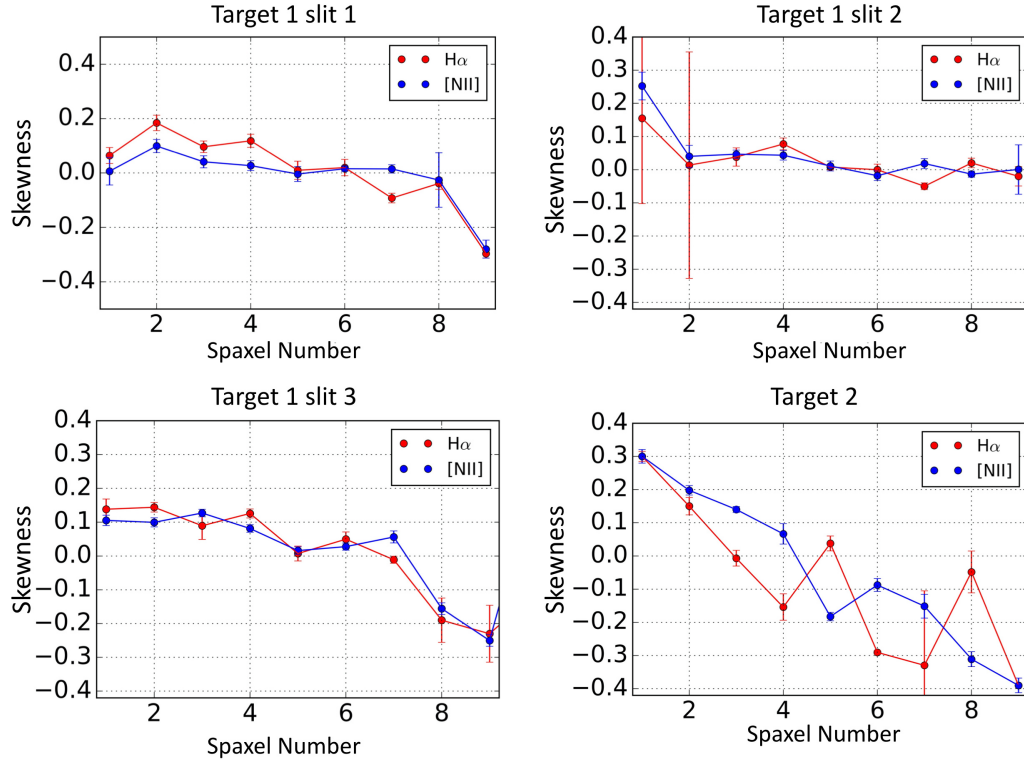 Target 1 slit 1
Skewness
0.4
0.2
0.0
−0.2
−0.4
Hα
[NII]
2 4 6 8
Spaxel Number
Target 1 slit 2
Skewness
0.4
0.3
0.2
0.1
0.0
−0.1
−0.2
−0.3
−0.4
Hα
[NII]
2 4 6 8
Spaxel Number
Target 1 slit 3
Skewness
0.4
0.3
0.2
0.1
0.0
−0.1
−0.2
−0.3
−0.4
Hα
[NII]
2 4 6 8
Spaxel Number
Target 2
Skewness
0.4
0.3
0.2
0.1
0.0
−0.1
−0.2
−0.3
−0.4
Hα
[NII]
2 4 6 8
Spaxel Number